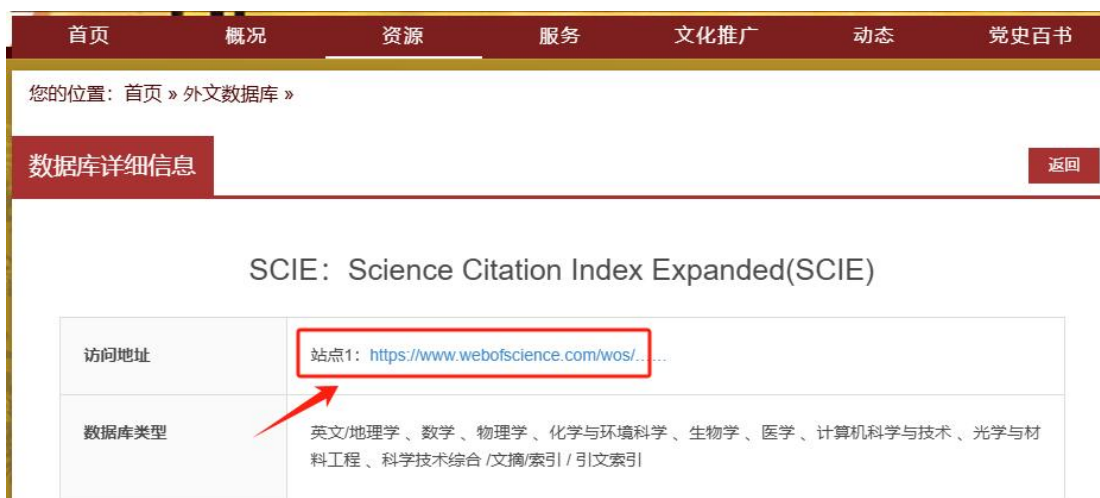 首页 概况 资源 服务 文化推广 动态 党史百书
您的位置：首页 » 外文数据库 »
数据库详细信息
返回
SCIE：Science Citation Index Expanded(SCIE)
访问地址
站点1：https://www.webofscience.com/wos/......
数据库类型
英文/地理学 、数学 、物理学 、化学与环境科学 、生物学 、医学 、计算机科学与技术 、光学与材
料工程 、科学技术综合 /文摘/索引 / 引文索引